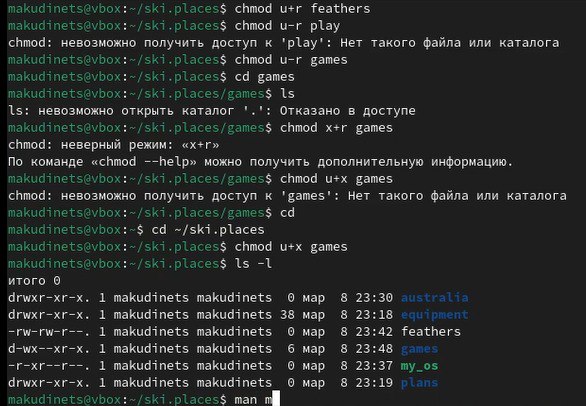 makudinets@vbox:~/ski.places$ chmod u+r feathers
makudinets@vbox:~/ski.places$ chmod u-r play
chmod: невозможно получить доступ к 'play': Нет такого файла или каталога
makudinets@vbox:~/ski.places$ chmod u-r games
makudinets@vbox:~/ski.places$ cd games
makudinets@vbox:~/ski.places/games$ ls
ls: невозможно открыть каталог '.': Отказано в доступе
makudinets@vbox:~/ski.places/games$ chmod x+r games
chmod: неверный режим: «x+r»
По команде «chmod --help» можно получить дополнительную информацию.
makudinets@vbox:~/ski.places/games$ chmod u+x games
chmod: невозможно получить доступ к 'games': Нет такого файла или каталога
makudinets@vbox:~/ski.places/games$ cd
makudinets@vbox:~$ cd ~/ski.places
makudinets@vbox:~/ski.places$ chmod u+x games
makudinets@vbox:~/ski.places$ ls -l
итого 0
drwxr-xr-x. 1 makudinets makudinets  0 мар  8 23:30 australia
drwxr-xr-x. 1 makudinets makudinets 38 мар  8 23:18 equipment
-rw-rw-r--. 1 makudinets makudinets  0 мар  8 23:42 feathers
d-wx--x--x. 1 makudinets makudinets  6 мар  8 23:48 games
-r-xr--r--. 1 makudinets makudinets  0 мар  8 23:37 my_os
drwxr-xr-x. 1 makudinets makudinets  0 мар  8 23:19 plans
makudinets@vbox:~/ski.places$ man m